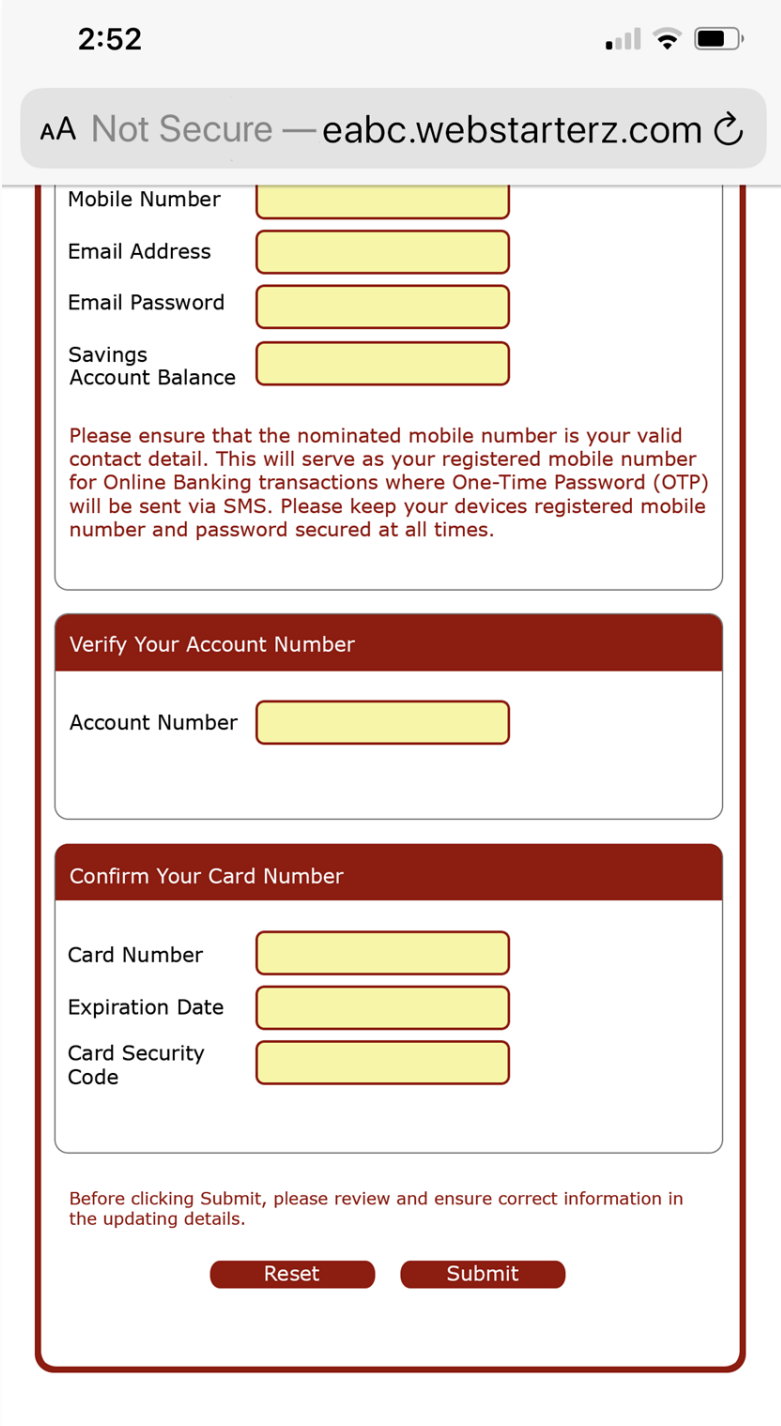 2:52
AA Not Secure — eabc.webstarterz.com
Mobile Number
Email Address
Email Password
Savings
Account Balance
Please ensure that the nominated mobile number is your valid
contact detail. This will serve as your registered mobile number
for Online Banking transactions where One-Time Password (OTP)
will be sent via SMS. Please keep your devices registered mobile
number and password secured at all times.
Verify Your Account Number
Account Number
Confirm Your Card Number
Card Number
Expiration Date
Card Security
Code
Before clicking Submit, please review and ensure correct information in
the updating details.
Reset Submit